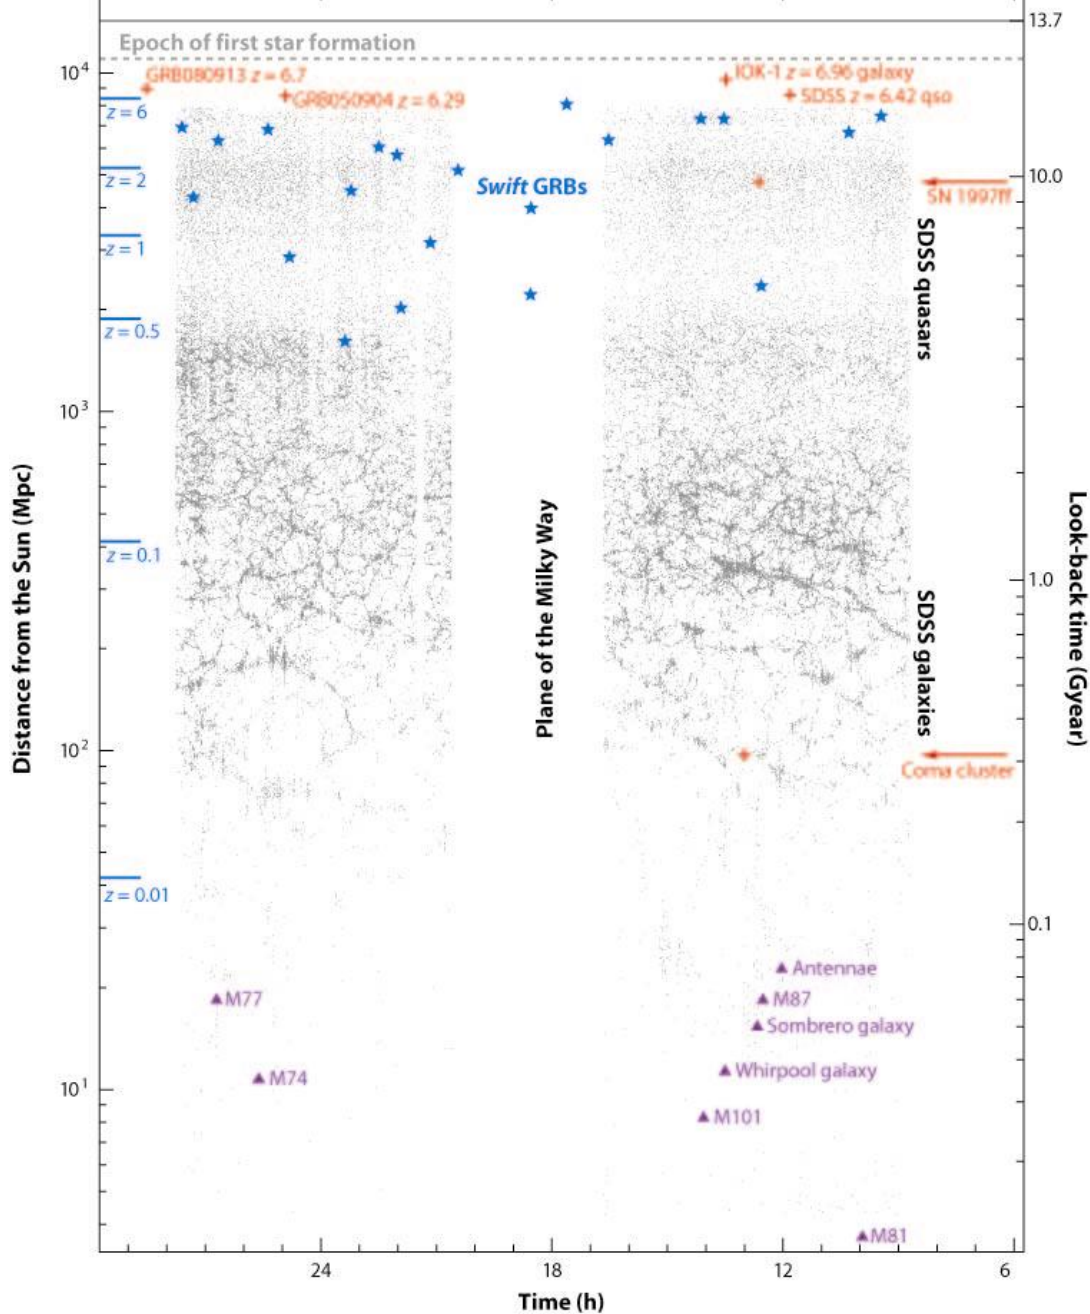 13.7
Epoch of first star formation
10⁴
GRB080913 z = 6.7
IOK-1 z = 6.96 galaxy
GRB050904 z = 6.29
SDSS z = 6.42 qso
z = 6
z = 2
10.0
Swift GRBs
SN 1997ff
z = 1
SDSS quasars
z = 0.5
10³
Distance from the Sun (Mpc)
Plane of the Milky Way
Look-back time (Gyear)
z = 0.1
1.0
SDSS galaxies
10²
Coma cluster
z = 0.01
0.1
Antennae
M77
M87
Sombrero galaxy
Whirpool galaxy
M74
10¹
M101
M81
24
18
12
6
Time (h)